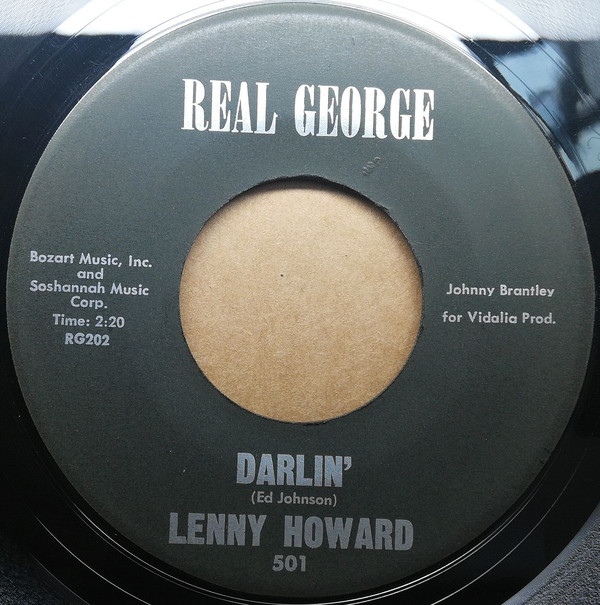 REAL GEORGE
Bozart Music, Inc.
and
Soshannah Music
Corp.
Time: 2:20
RG202
Johnny Brantley
for Vidalia Prod.
DARLIN'
(Ed Johnson)
LENNY HOWARD
501